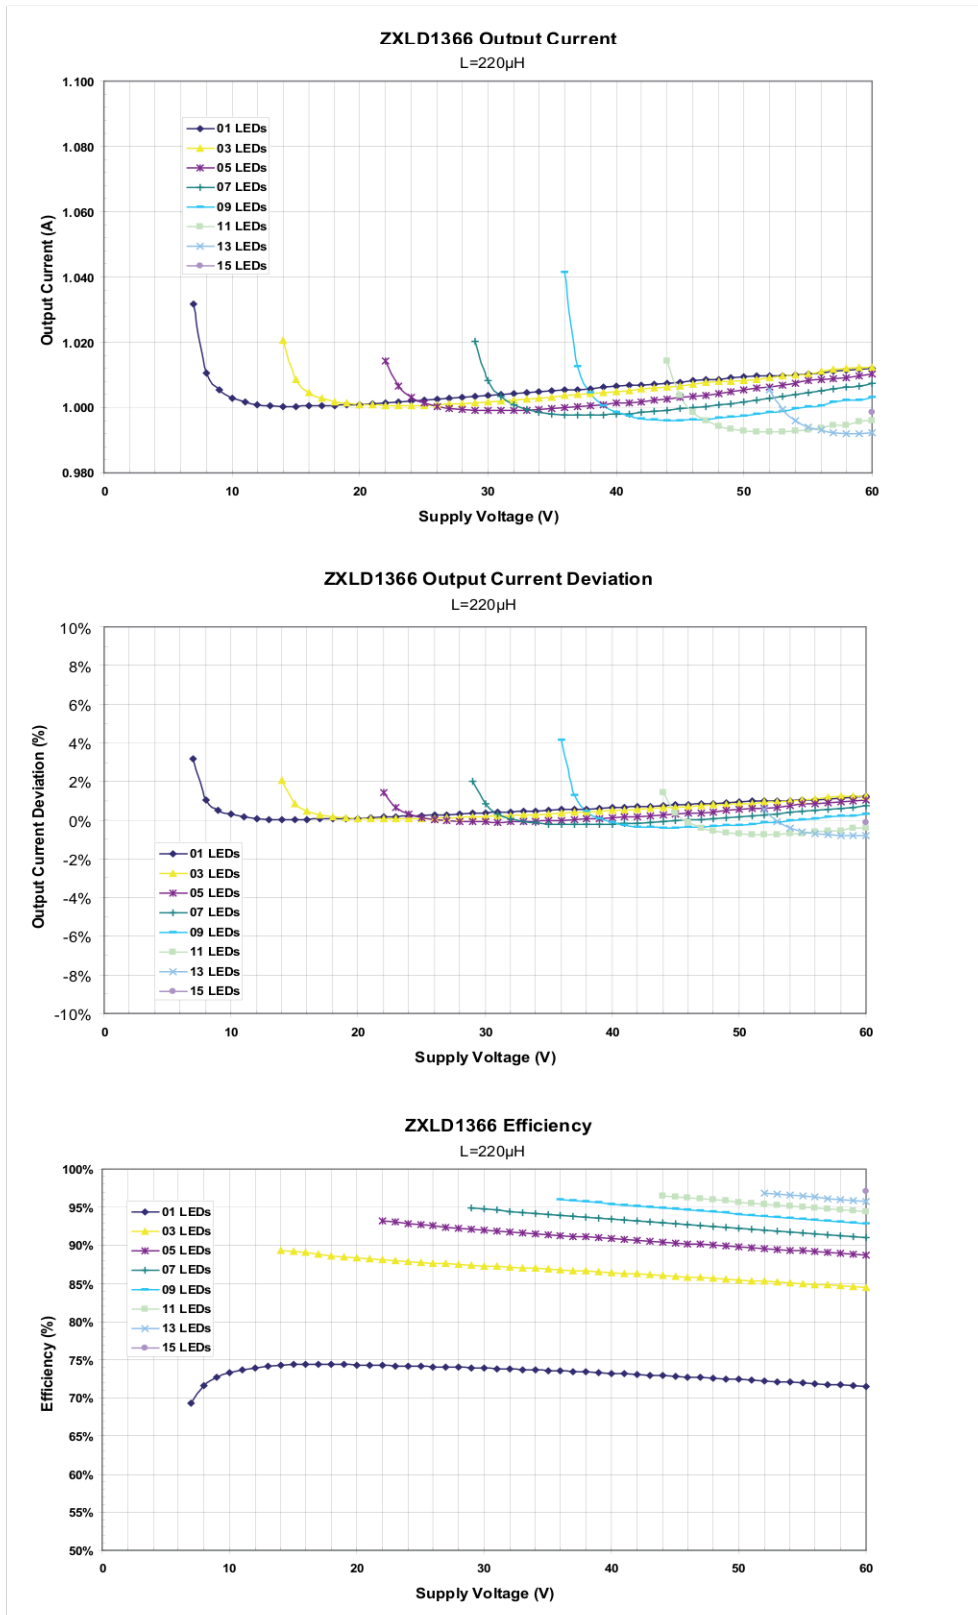 ZXLD1366 Output Current
L=220µH
1.100
1.080
1.060
1.040
1.020
1.000
0.980
Output Current (A)
01 LEDs
03 LEDs
05 LEDs
07 LEDs
09 LEDs
11 LEDs
13 LEDs
15 LEDs
0 10 20 30 40 50 60
Supply Voltage (V)
ZXLD1366 Output Current Deviation
L=220µH
10%
8%
6%
4%
2%
0%
-2%
-4%
-6%
-8%
-10%
Output Current Deviation (%)
01 LEDs
03 LEDs
05 LEDs
07 LEDs
09 LEDs
11 LEDs
13 LEDs
15 LEDs
0 10 20 30 40 50 60
Supply Voltage (V)
ZXLD1366 Efficiency
L=220µH
100%
95%
90%
85%
80%
75%
70%
65%
60%
55%
50%
Efficiency (%)
01 LEDs
03 LEDs
05 LEDs
07 LEDs
09 LEDs
11 LEDs
13 LEDs
15 LEDs
0 10 20 30 40 50 60
Supply Voltage (V)